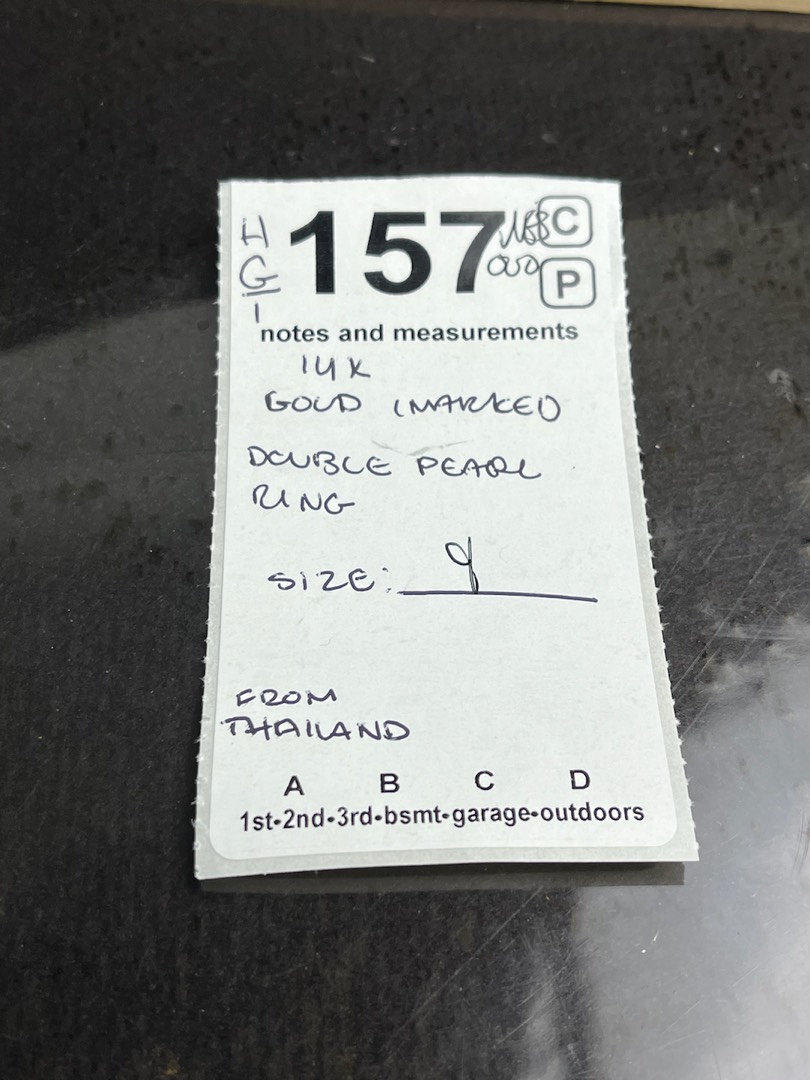 H
G
1
157
C
P
notes and measurements
14K
GOLD (MARKED)
DOUBLE PEARL
RING
SIZE: 9
FROM
THAILAND
A B C D
1st-2nd-3rd-bsmt-garage-outdoors